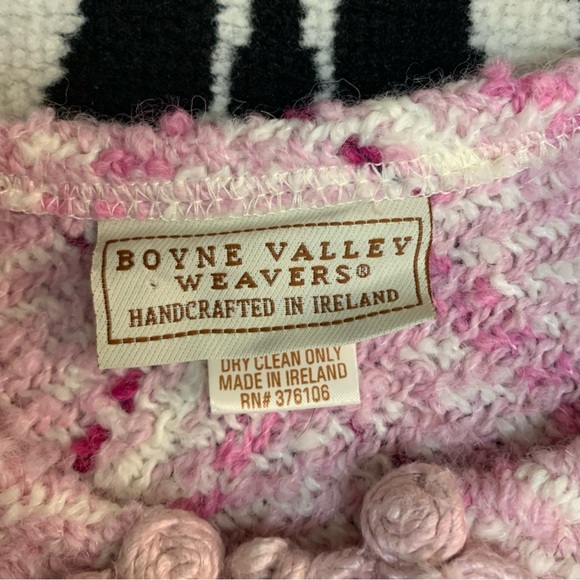 BOYNE VALLEY
WEAVERS®
HANDCRAFTED IN IRELAND
DRY CLEAN ONLY
MADE IN IRELAND
RN# 376106